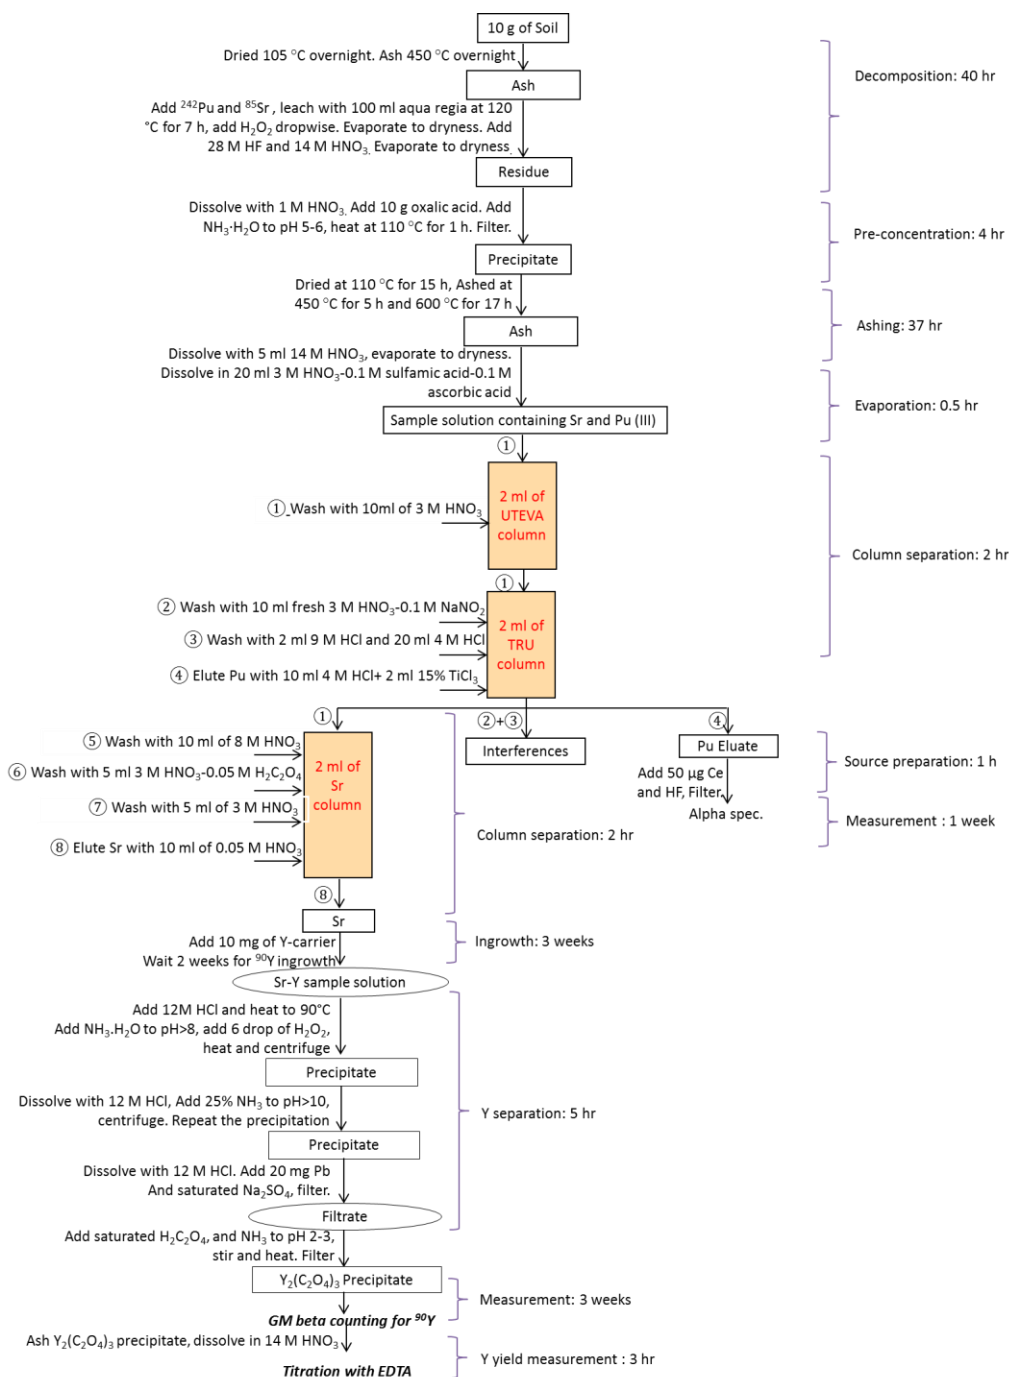 10 g of Soil
Dried 105 °C overnight. Ash 450 °C overnight
Decomposition: 40 hr
Ash
Add ²⁴²Pu and ⁸⁵Sr , leach with 100 ml aqua regia at 120
°C for 7 h, add H₂O₂ dropwise. Evaporate to dryness. Add
28 M HF and 14 M HNO₃. Evaporate to dryness.
Residue
Dissolve with 1 M HNO₃. Add 10 g oxalic acid. Add
NH₃·H₂O to pH 5-6, heat at 110 °C for 1 h. Filter.
Pre-concentration: 4 hr
Precipitate
Dried at 110 °C for 15 h, Ashed at
450 °C for 5 h and 600 °C for 17 h
Ashing: 37 hr
Ash
Dissolve with 5 ml 14 M HNO₃, evaporate to dryness.
Dissolve in 20 ml 3 M HNO₃-0.1 M sulfamic acid-0.1 M
ascorbic acid
Evaporation: 0.5 hr
Sample solution containing Sr and Pu (III)
①
① Wash with 10ml of 3 M HNO₃
2 ml of
UTEVA
column
Column separation: 2 hr
①
② Wash with 10 ml fresh 3 M HNO₃-0.1 M NaNO₂
③ Wash with 2 ml 9 M HCl and 20 ml 4 M HCl
④ Elute Pu with 10 ml 4 M HCl+ 2 ml 15% TiCl₃
2 ml of
TRU
column
①
②+③
④
Interferences
Pu Eluate
Source preparation: 1 h
Add 50 µg Ce
and HF, Filter
Alpha spec.
Measurement : 1 week
⑤ Wash with 10 ml of 8 M HNO₃
⑥ Wash with 5 ml 3 M HNO₃-0.05 M H₂C₂O₄
⑦ Wash with 5 ml of 3 M HNO₃
⑧ Elute Sr with 10 ml of 0.05 M HNO₃
2 ml of
Sr
column
Column separation: 2 hr
⑧
Sr
Add 10 mg of Y-carrier
Wait 2 weeks for ⁹⁰Y ingrowth
Ingrowth: 3 weeks
Sr-Y sample solution
Add 12M HCl and heat to 90°C
Add NH₃.H₂O to pH>8, add 6 drop of H₂O₂,
heat and centrifuge
Precipitate
Dissolve with 12 M HCl, Add 25% NH₃ to pH>10,
centrifuge. Repeat the precipitation
Y separation: 5 hr
Precipitate
Dissolve with 12 M HCl. Add 20 mg Pb
And saturated Na₂SO₄, filter.
Filtrate
Add saturated H₂C₂O₄, and NH₃ to pH 2-3,
stir and heat. Filter
Y₂(C₂O₄)₃ Precipitate
Measurement: 3 weeks
GM beta counting for ⁹⁰Y
Ash Y₂(C₂O₄)₃ precipitate, dissolve in 14 M HNO₃
Y yield measurement : 3 hr
Titration with EDTA